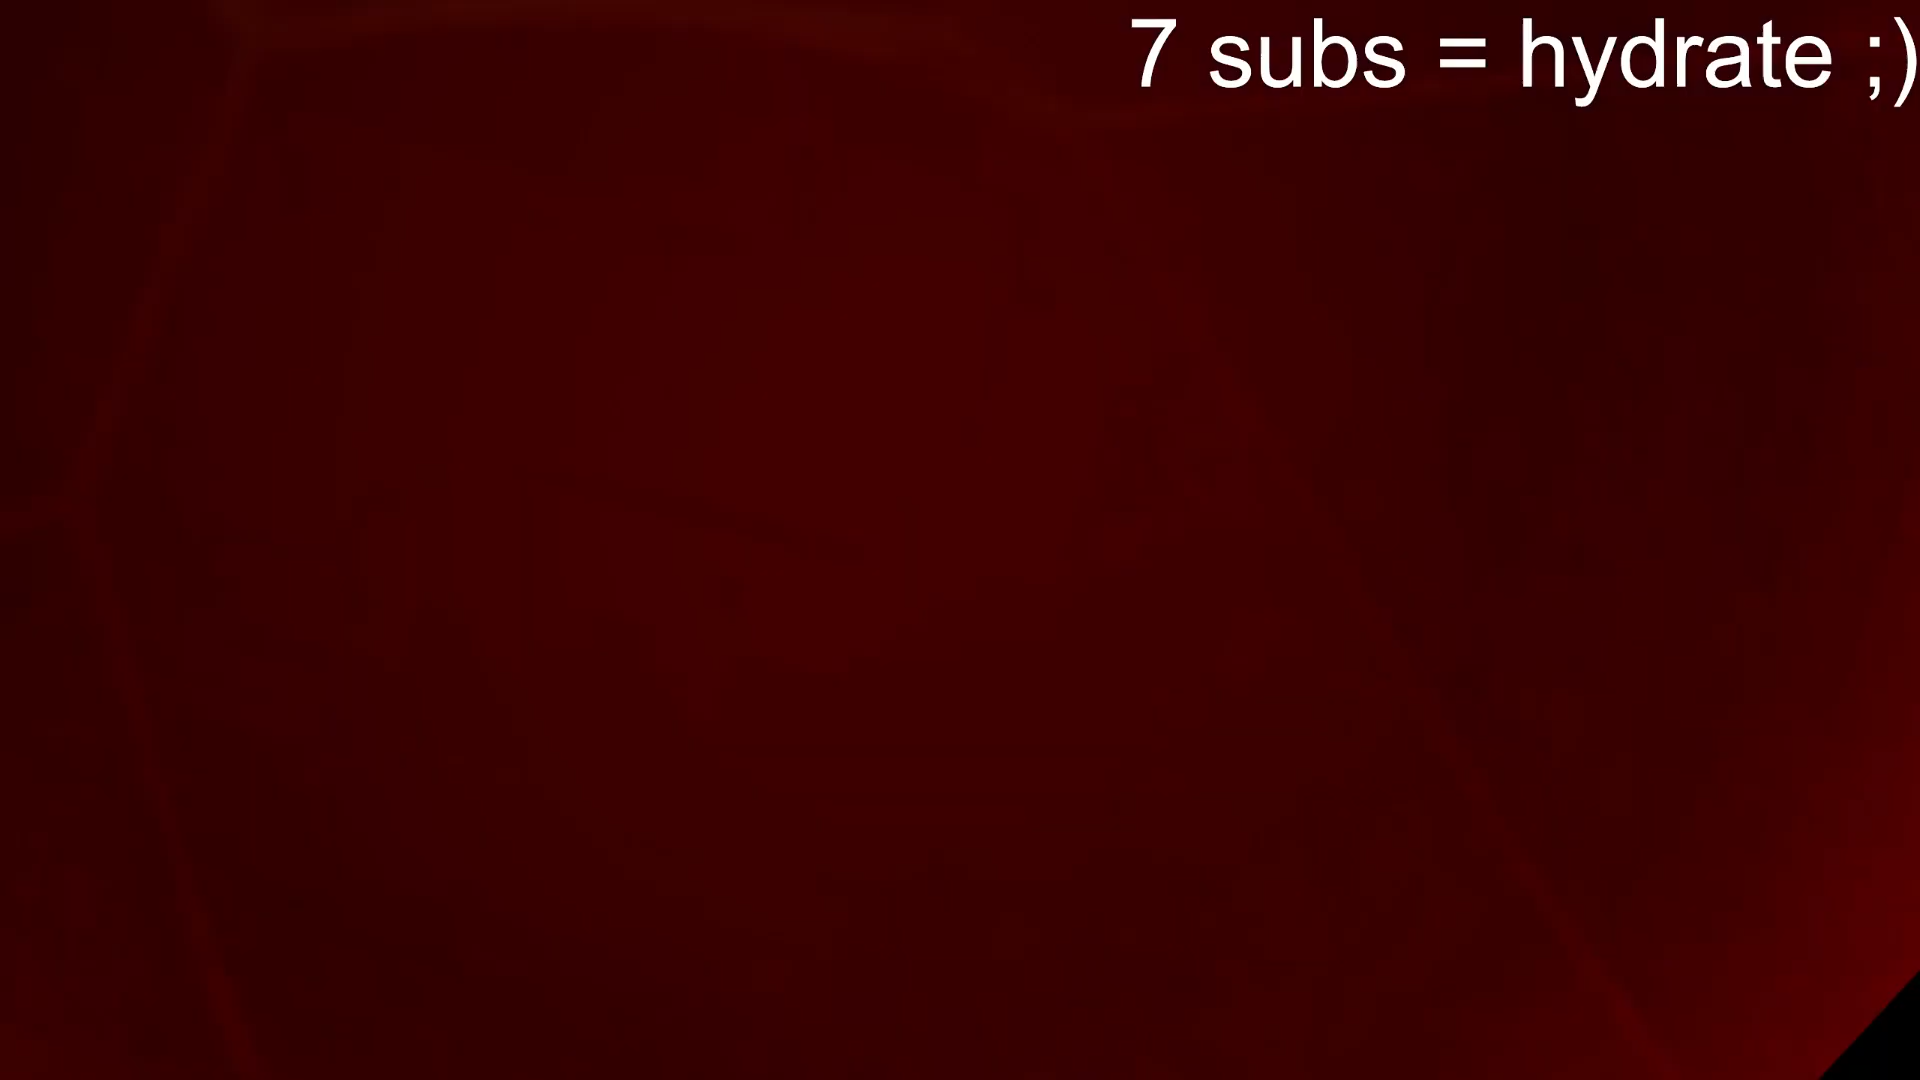 7 subs = hydrate ;)